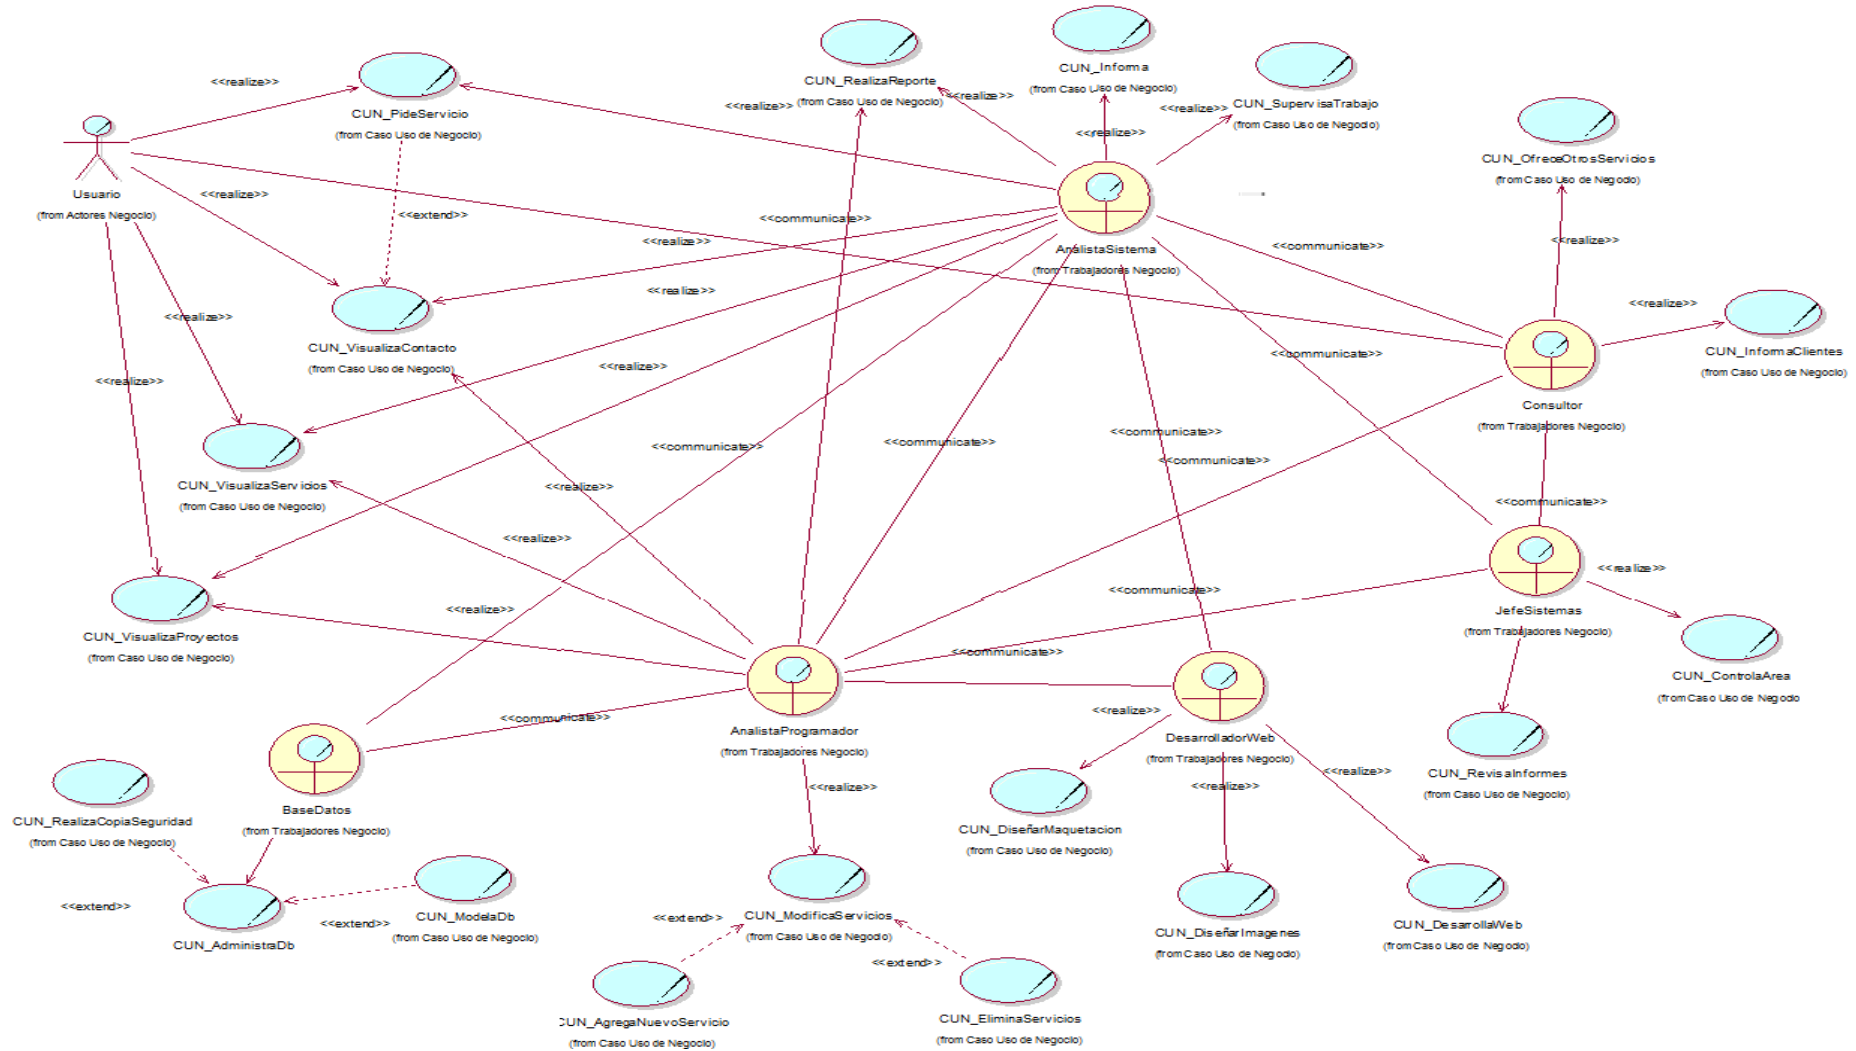 CUN_RealizaReporte
(from Caso Uso de Negocio)
CUN_Informa
(from Caso Uso de Negocio)
CUN_SupervisaTrabajo
(from Caso Uso de Negocio)
<<realize>>
CUN_PideServicio
(from Caso Uso de Negocio)
<<realize>>
<<realize>>
<<realize>>
<<realize>>
CUN_OfreceOtrosServicios
(from Caso Uso de Negocio)
Usuario
(from Actores Negocio)
<<realize>>
<<extend>>
<<communicate>>
<<realize>>
AnalistaSistema
(from Trabajadores Negocio)
<<communicate>>
<<realize>>
<<realize>>
<<realize>>
<<realize>>
CUN_InformaClientes
(from Caso Uso de Negocio)
CUN_VisualizaContacto
(from Caso Uso de Negocio)
<<realize>>
<<realize>>
<<communicate>>
Consultor
(from Trabajadores Negocio)
<<communicate>>
<<communicate>>
<<communicate>>
<<communicate>>
CUN_VisualizaServicios
(from Caso Uso de Negocio)
<<realize>>
<<communicate>>
<<realize>>
<<realize>>
<<communicate>>
<<realize>>
JefeSistemas
(from Trabajadores Negocio)
CUN_VisualizaProyectos
(from Caso Uso de Negocio)
<<communicate>>
CUN_ControlaArea
(from Caso Uso de Negocio
<<communicate>>
AnalistaProgramador
(from Trabajadores Negocio)
<<realize>>
DesarrolladorWeb
(from Trabajadores Negocio)
CUN_RevisaInformes
(from Caso Uso de Negocio)
<<realize>>
<<realize>>
<<realize>>
BaseDatos
(from Trabajadores Negocio)
CUN_RealizaCopiaSeguridad
(from Caso Uso de Negocio)
CUN_DiseñarMaquetacion
(from Caso Uso de Negocio)
<<extend>>
<<extend>>
CUN_AdministraDb
CUN_ModelaDb
(from Caso Uso de Negocio)
<<extend>>
CUN_ModificaServicios
(from Caso Uso de Negocio)
<<extend>>
CUN_DiseñarImagenes
(from Caso Uso de Negocio)
CUN_DesarrollaWeb
(from Caso Uso de Negocio)
CUN_AgregaNuevoServicio
(from Caso Uso de Negocio)
CUN_EliminaServicios
(from Caso Uso de Negocio)